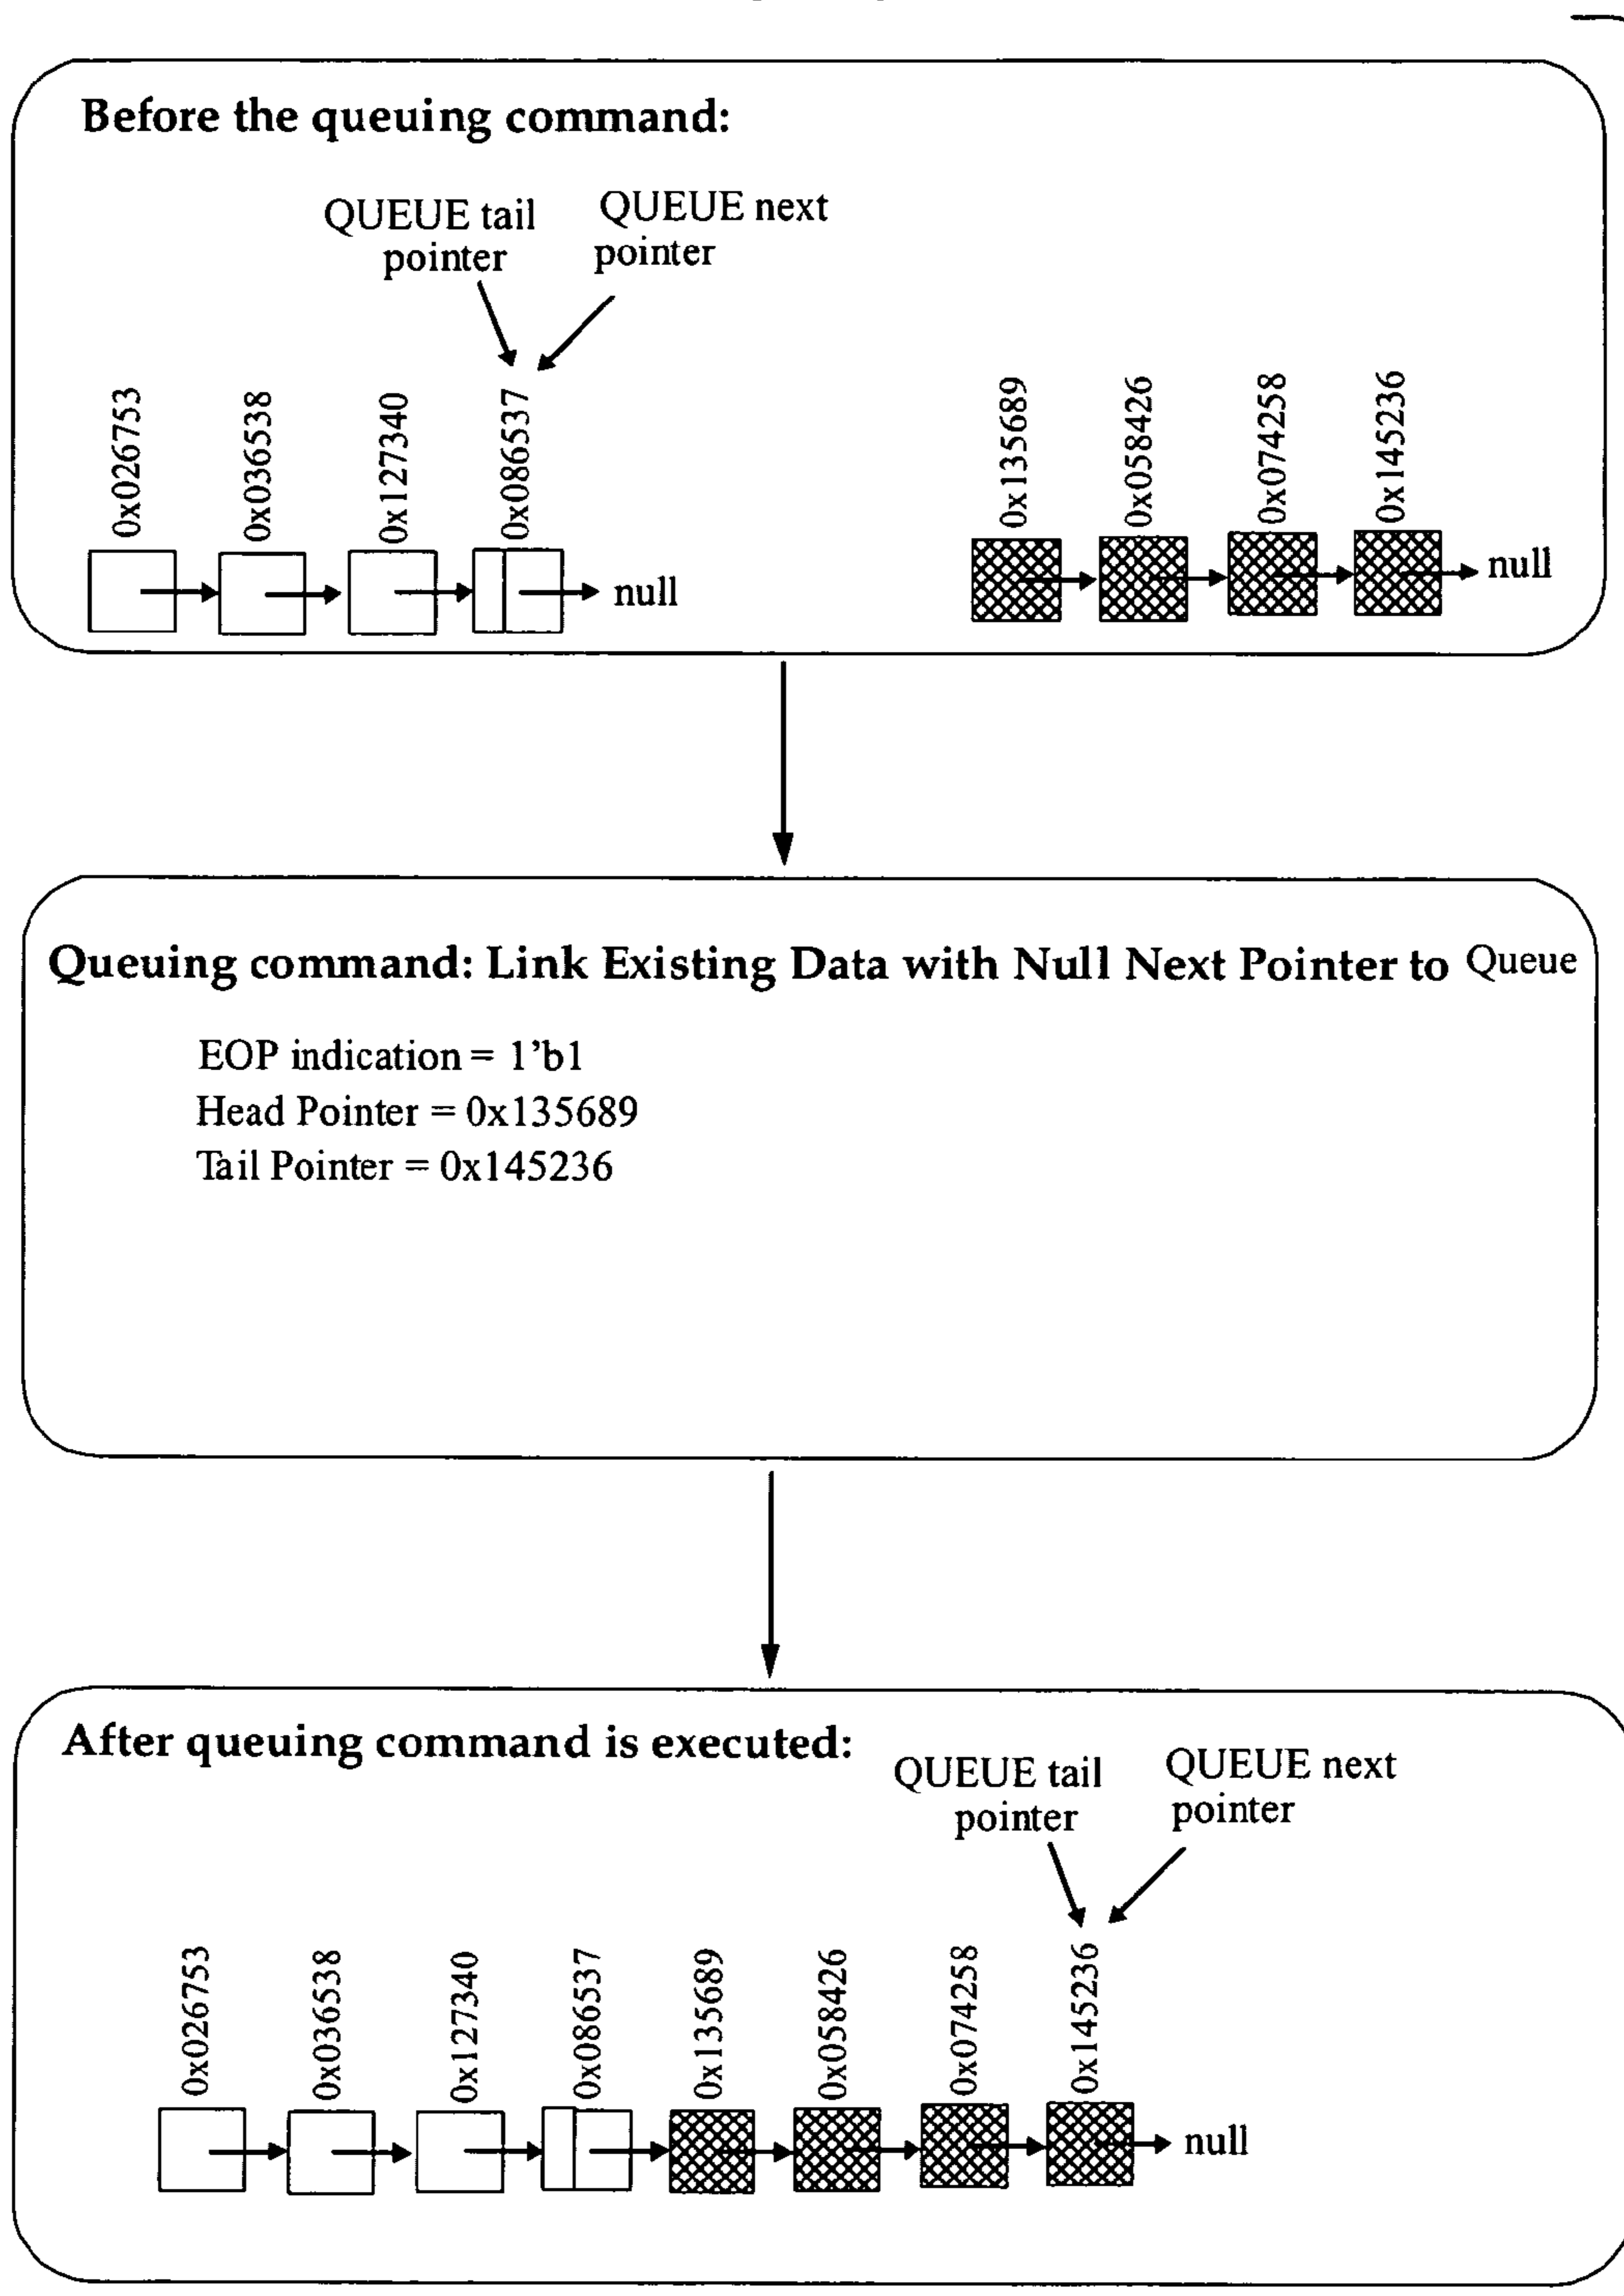 Before the queuing command:
QUEUE tail
pointer
QUEUE next
pointer
0x026753
0x036538
0x127340
0x086537
null
0x135689
0x058426
0x074258
0x145236
null
Queuing command: Link Existing Data with Null Next Pointer to Queue
EOP indication = 1’b1
Head Pointer = 0x135689
Tail Pointer = 0x145236
After queuing command is executed:
QUEUE tail
pointer
QUEUE next
pointer
0x026753
0x036538
0x127340
0x086537
0x135689
0x058426
0x074258
0x145236
null